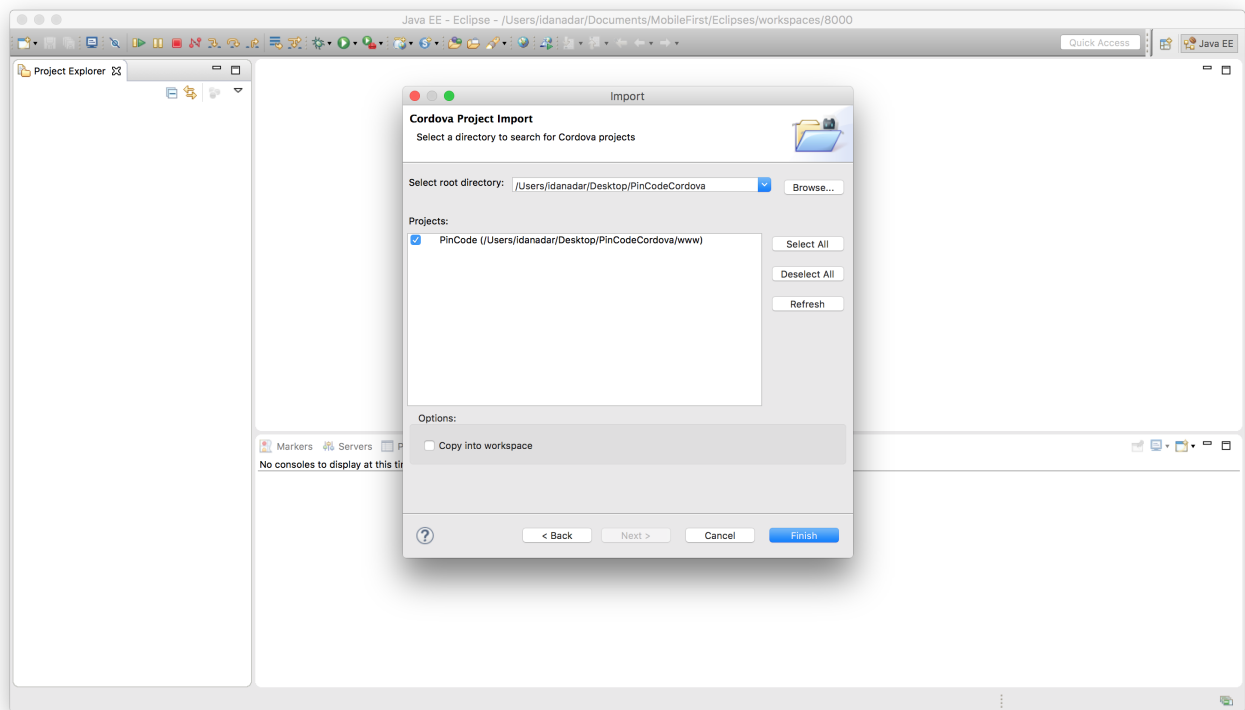 Java EE - Eclipse - /Users/idanadar/Documents/MobileFirst/Eclipses/workspaces/8000
Quick Access
Java EE
Project Explorer
Import
Cordova Project Import
Select a directory to search for Cordova projects
Select root directory:
/Users/idanadar/Desktop/PinCodeCordova
Browse...
Projects:
PinCode (/Users/idanadar/Desktop/PinCodeCordova/www)
Select All
Deselect All
Refresh
Options:
Copy into workspace
Markers
Servers
P
No consoles to display at this
? < Back
Next >
Cancel
Finish